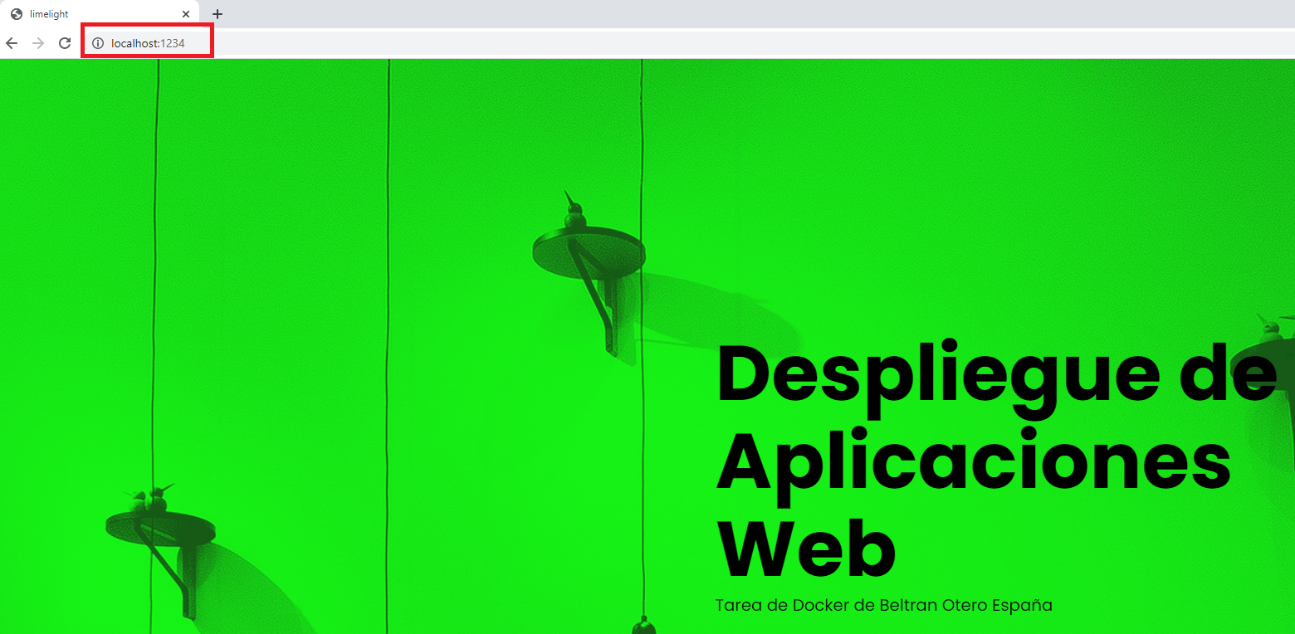 limelight
localhost:1234
Despliegue de
Aplicaciones
Web
Tarea de Docker de Beltran Otero España